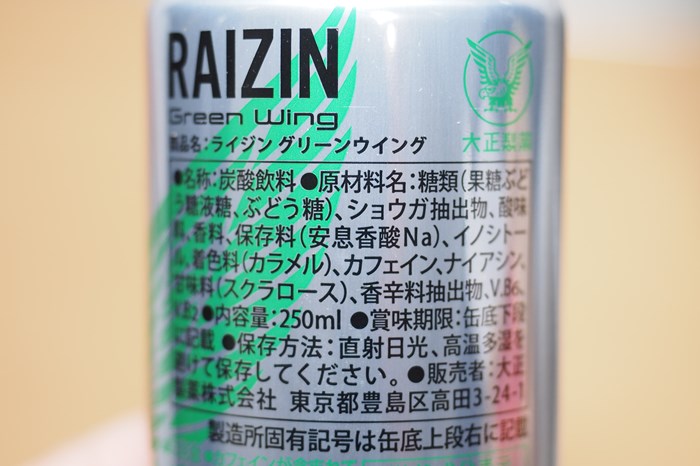 RAIZIN
Green Wing
大正製薬
商品名:ライジン グリーンウイング
●名称:炭酸飲料 ●原材料名:糖類(果糖ぶど
う糖液糖、ぶどう糖)、ショウガ抽出物、酸味
料、香料、保存料(安息香酸Na)、イノシトー
ル、着色料(カラメル)、カフェイン、ナイアシン、
甘味料(スクラロース)、香辛料抽出物、V.B6、
V.B2 ●内容量:250ml ●賞味期限:缶底下段
に記載 ●保存方法:直射日光、高温多湿を
避けて保存してください。●販売者:大正
製薬株式会社 東京都豊島区高田3-24-1
製造所固有記号は缶底上段右に記載